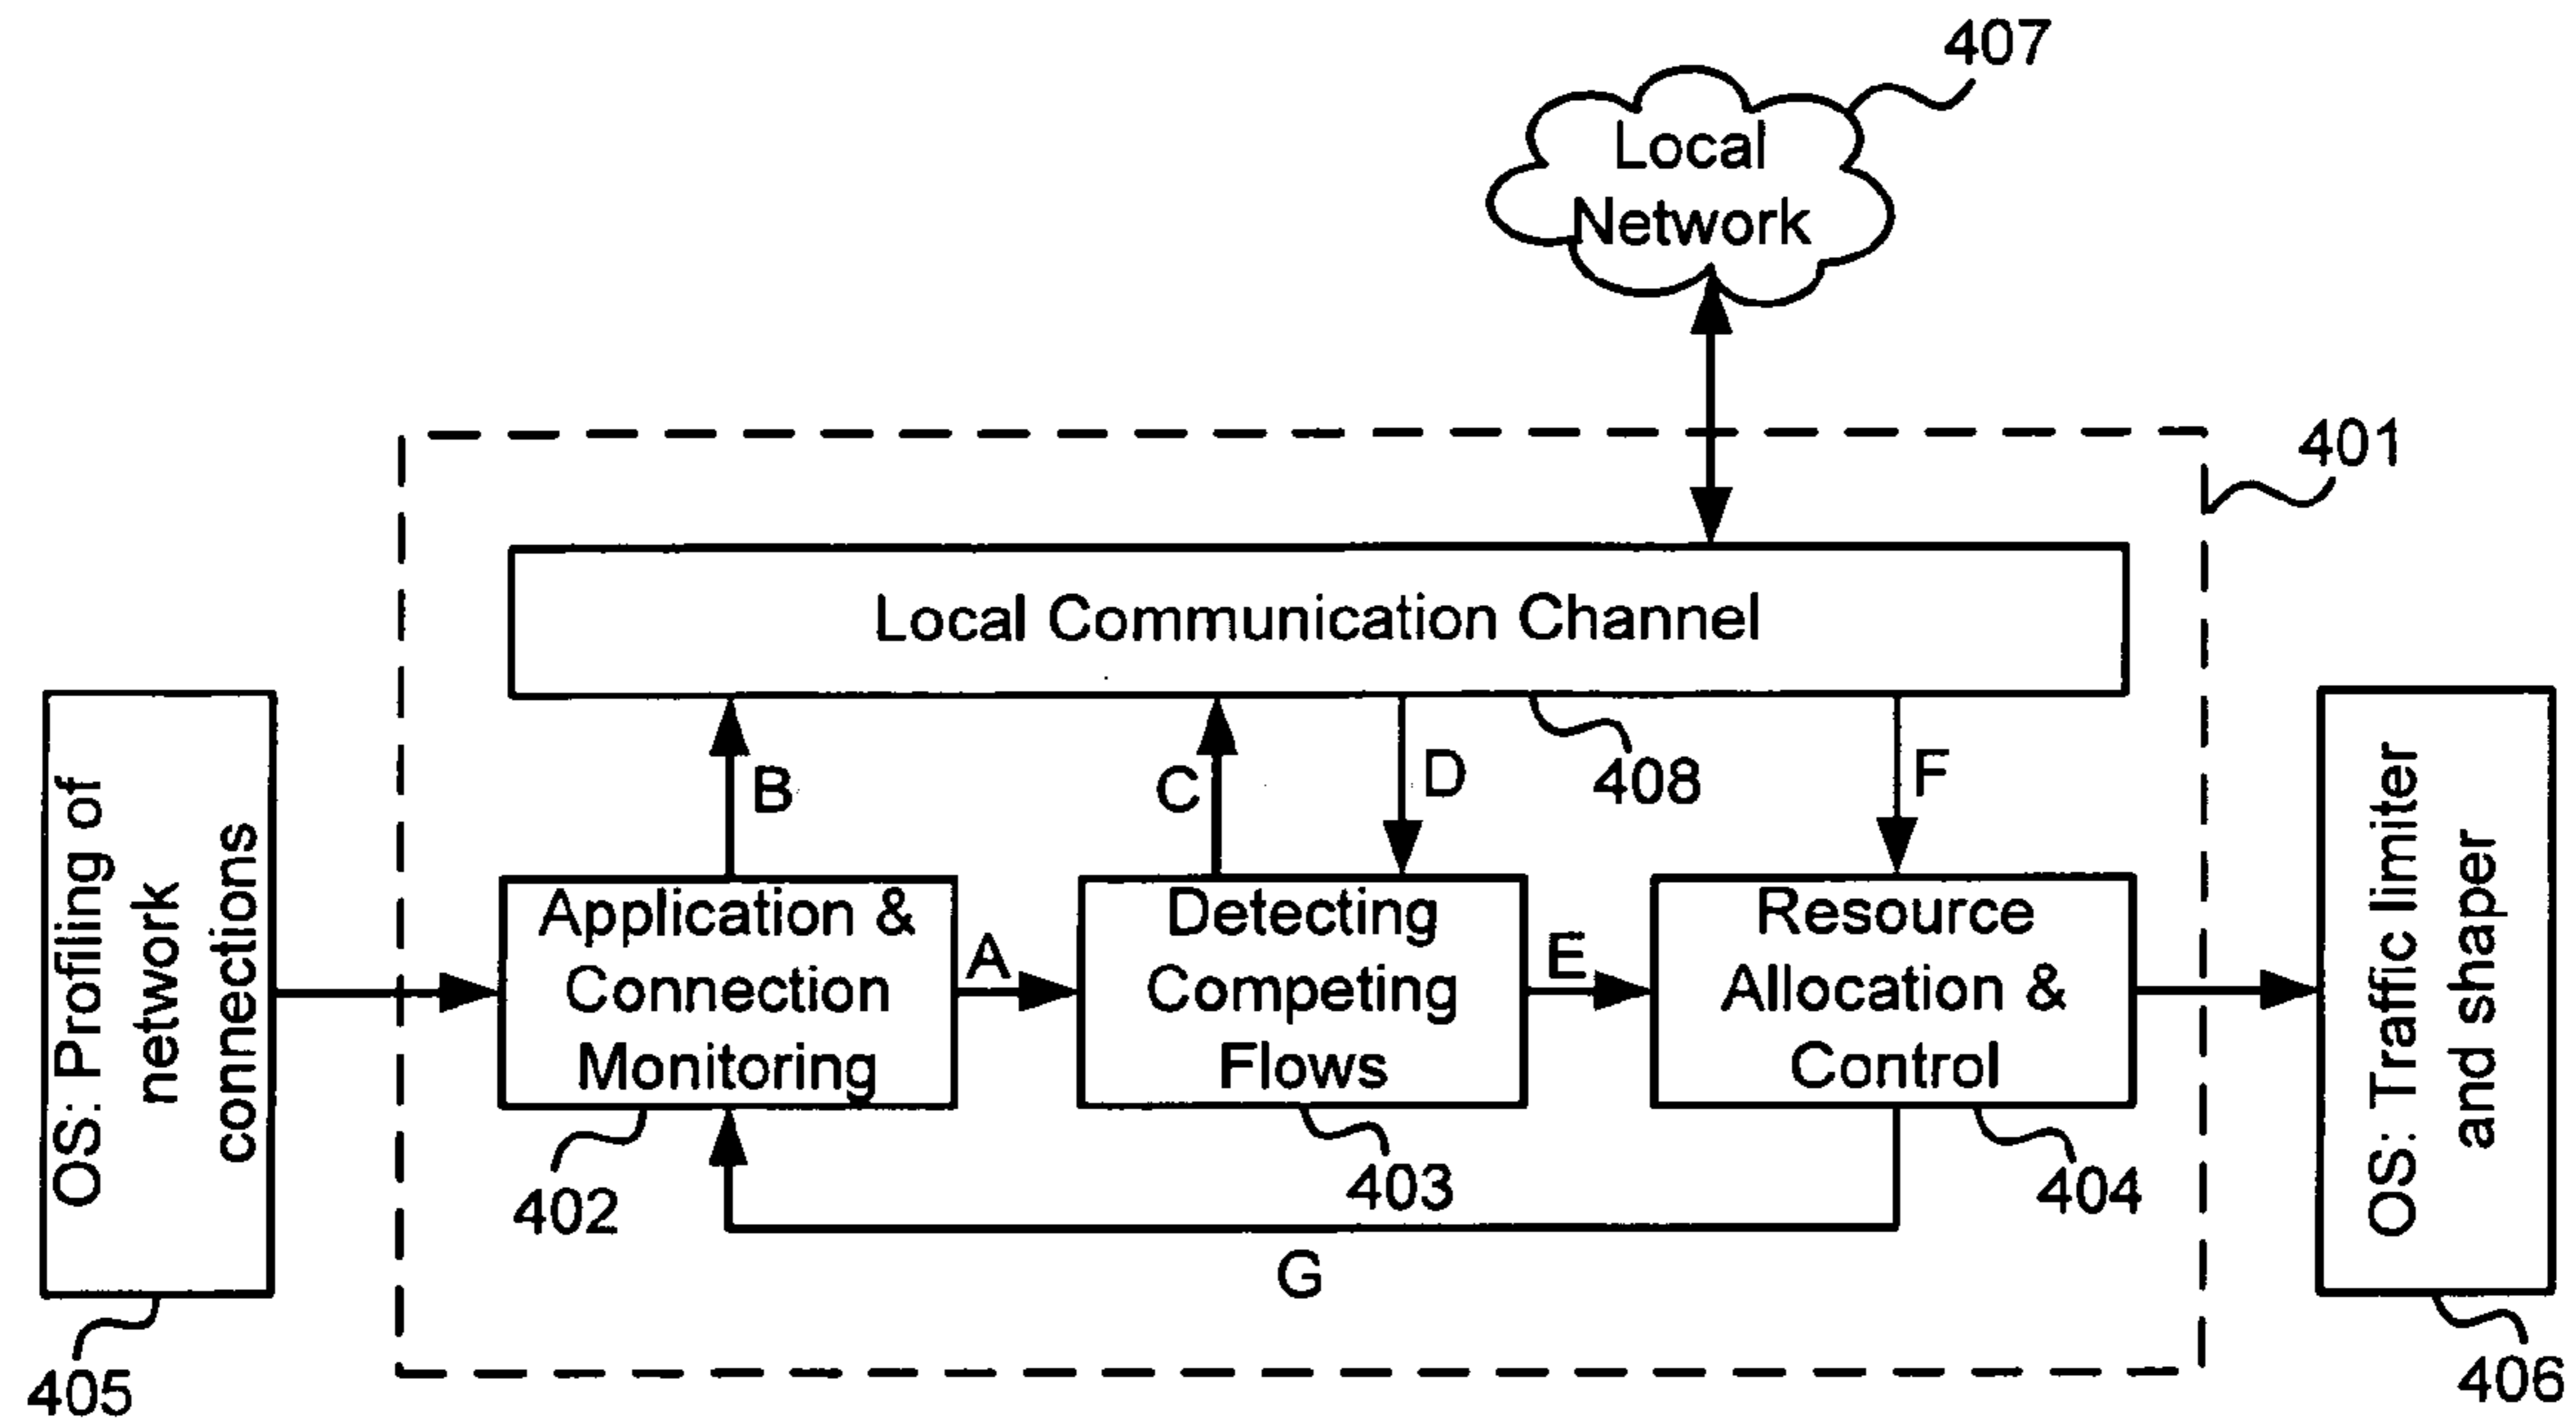 407
Local
Network
401
Local Communication Channel
B
C
D
408
F
OS: Profiling of
network
connections
Application &
Connection
Monitoring
A
Detecting
Competing
Flows
E
Resource
Allocation &
Control
OS: Traffic limiter
and shaper
402
403
404
G
405
406